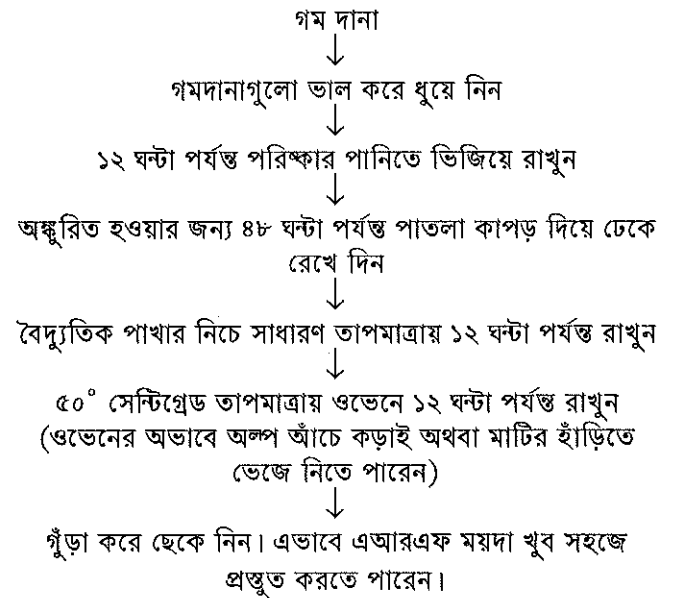 গম দানা
গমদানাগুলো ভাল করে ধুয়ে নিন
১২ ঘন্টা পর্যন্ত পরিষ্কার পানিতে ভিজিয়ে রাখুন
অঙ্কুরিত হওয়ার জন্য ৪৮ ঘন্টা পর্যন্ত পাতলা কাপড় দিয়ে ঢেকে
রেখে দিন
বৈদ্যুতিক পাখার নিচে সাধারণ তাপমাত্রায় ১২ ঘন্টা পর্যন্ত রাখুন
৫০° সেন্টিগ্রেড তাপমাত্রায় ওভেনে ১২ ঘন্টা পর্যন্ত রাখুন
(ওভেনের অভাবে অল্প আঁচে কড়াই অথবা মাটির হাঁড়িতে
ভেজে নিতে পারেন)
গুঁড়া করে ছেকে নিন। এভাবে এআরএফ ময়দা খুব সহজে
প্রস্তুত করতে পারেন।